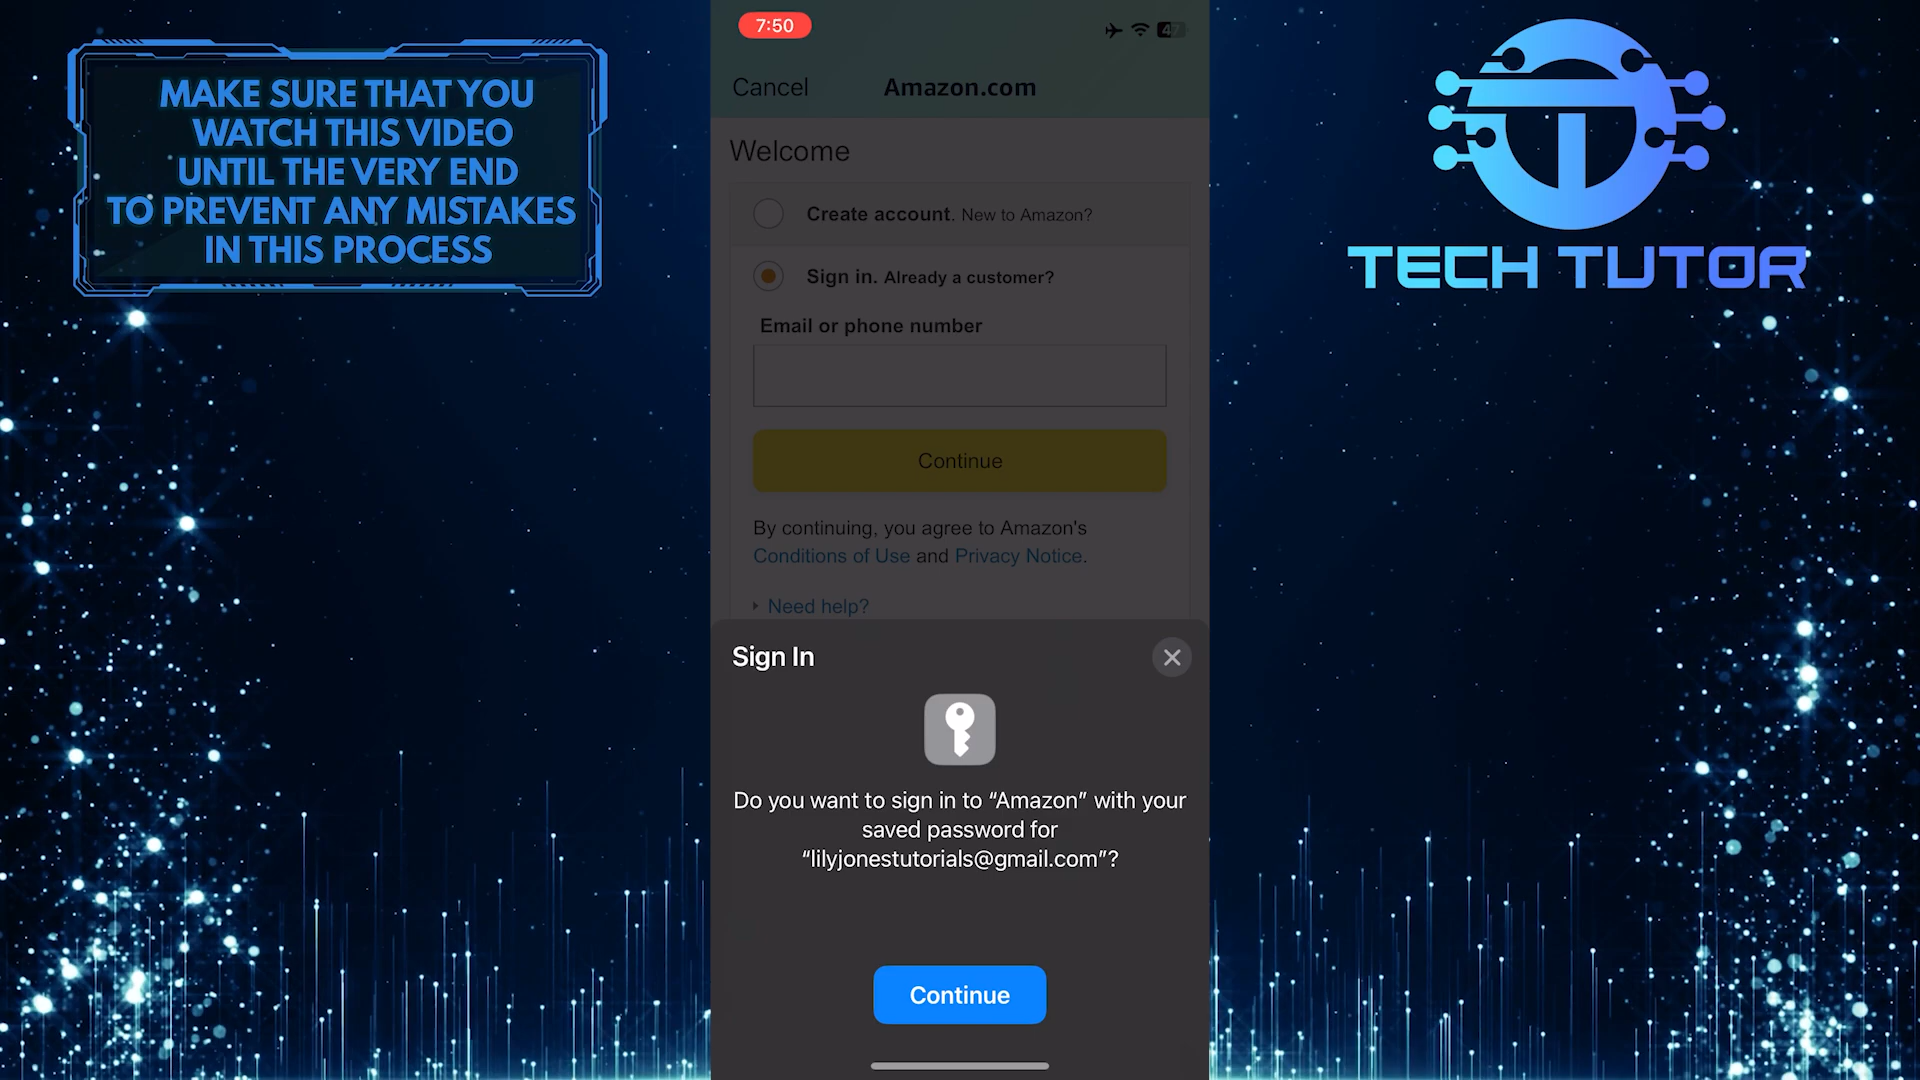 MAKE SURE THAT YOU
WATCH THIS VIDEO
UNTIL THE VERY END
TO PREVENT ANY MISTAKES
IN THIS PROCESS
7:50
47
Cancel
Amazon.com
Welcome
Create account. New to Amazon?
Sign in. Already a customer?
Email or phone number
Continue
By continuing, you agree to Amazon's
Conditions of Use and Privacy Notice.
Need help?
Sign In
Do you want to sign in to “Amazon” with your
saved password for
“lilyjonestutorials@gmail.com”?
Continue
TECH TUTOR